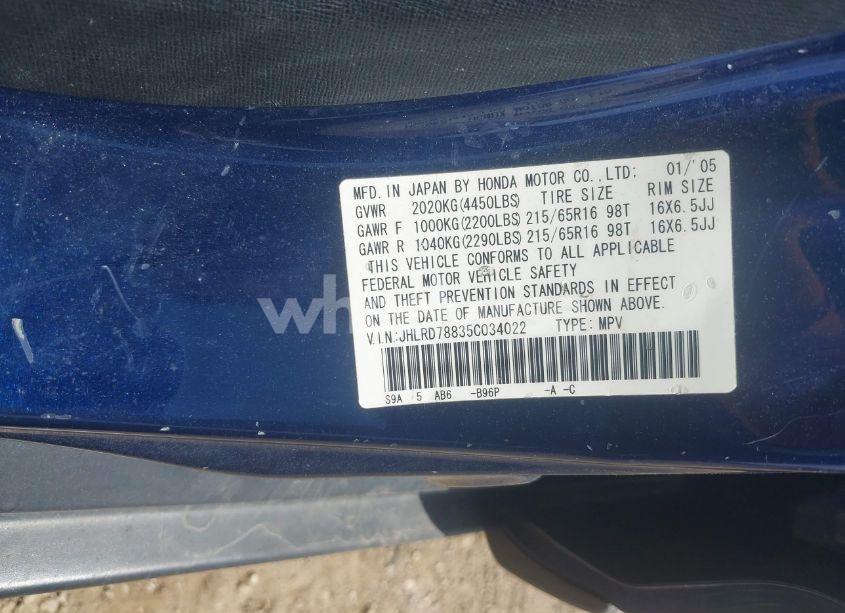 MFD. IN JAPAN BY HONDA MOTOR CO.,LTD: 01/'05
GVWR 2020KG(4450LBS) TIRE SIZE RIM SIZE
GAWR F 1000KG(2200LBS) 215/65R16 98T 16X6.5JJ
GAWR R 1040KG(2290LBS) 215/65R16 98T 16X6.5JJ
THIS VEHICLE CONFORMS TO ALL APPLICABLE
FEDERAL MOTOR VEHICLE SAFETY
AND THEFT PREVENTION STANDARDS IN EFFECT
ON THE DATE OF MANUFACTURE SHOWN ABOVE.
V.I.N:JHLRD78835C034022 TYPE: MPV
S9A 5 AB6 -B96P -A -C
wh